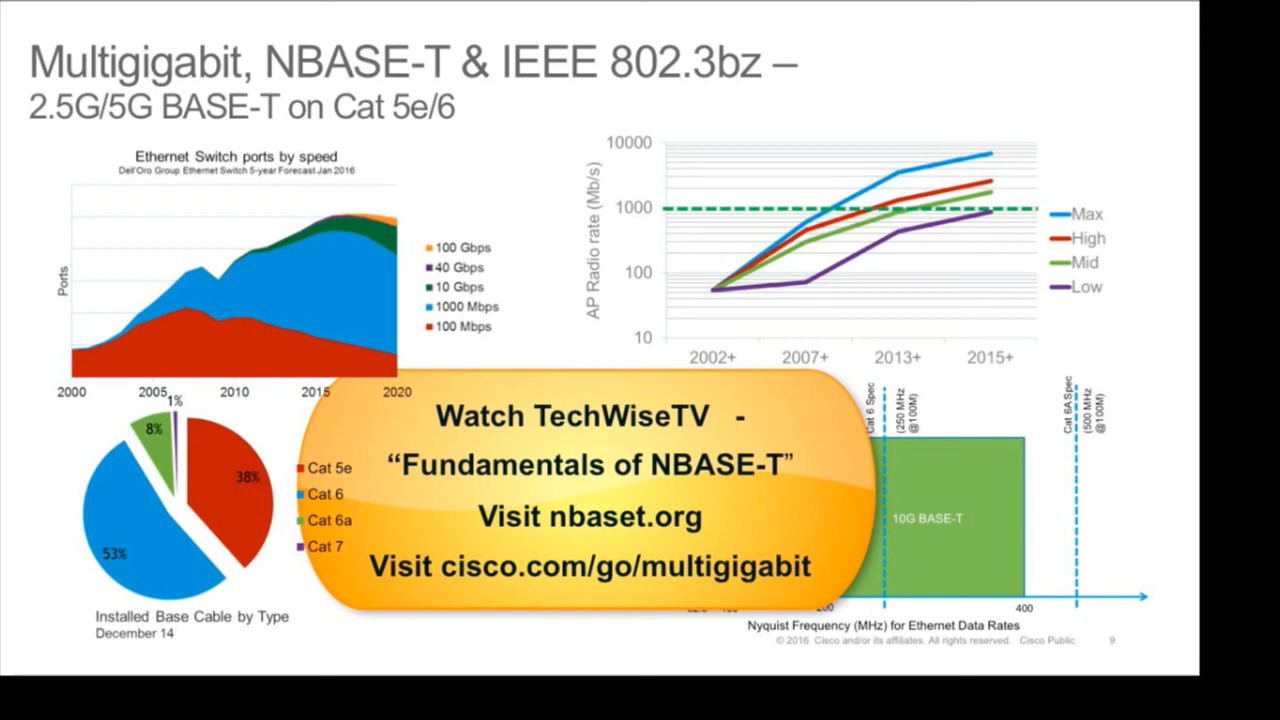 Multigigabit, NBASE-T & IEEE 802.3bz –
2.5G/5G BASE-T on Cat 5e/6
Ethernet Switch ports by speed
Dell'Oro Group Ethernet Switch 5-year Forecast Jan 2016
Ports
100 Gbps
40 Gbps
10 Gbps
1000 Mbps
100 Mbps
2000 2005 2010 2015 2020
AP Radio rate (Mb/s)
10000
1000
100
10
2002+ 2007+ 2013+ 2015+
Max
High
Mid
Low
1%
8%
38%
53%
Cat 5e
Cat 6
Cat 6a
Cat 7
Installed Base Cable by Type
December 14
Watch TechWiseTV -
“Fundamentals of NBASE-T”
Visit nbaset.org
Visit cisco.com/go/multigigabit
Cat 6 Spec
(250 MHz
@100M)
Cat 6A Spec
(500 MHz
@100M)
10G BASE-T
400
Nyquist Frequency (MHz) for Ethernet Data Rates
© 2016 Cisco and/or its affiliates. All rights reserved. Cisco Public 9